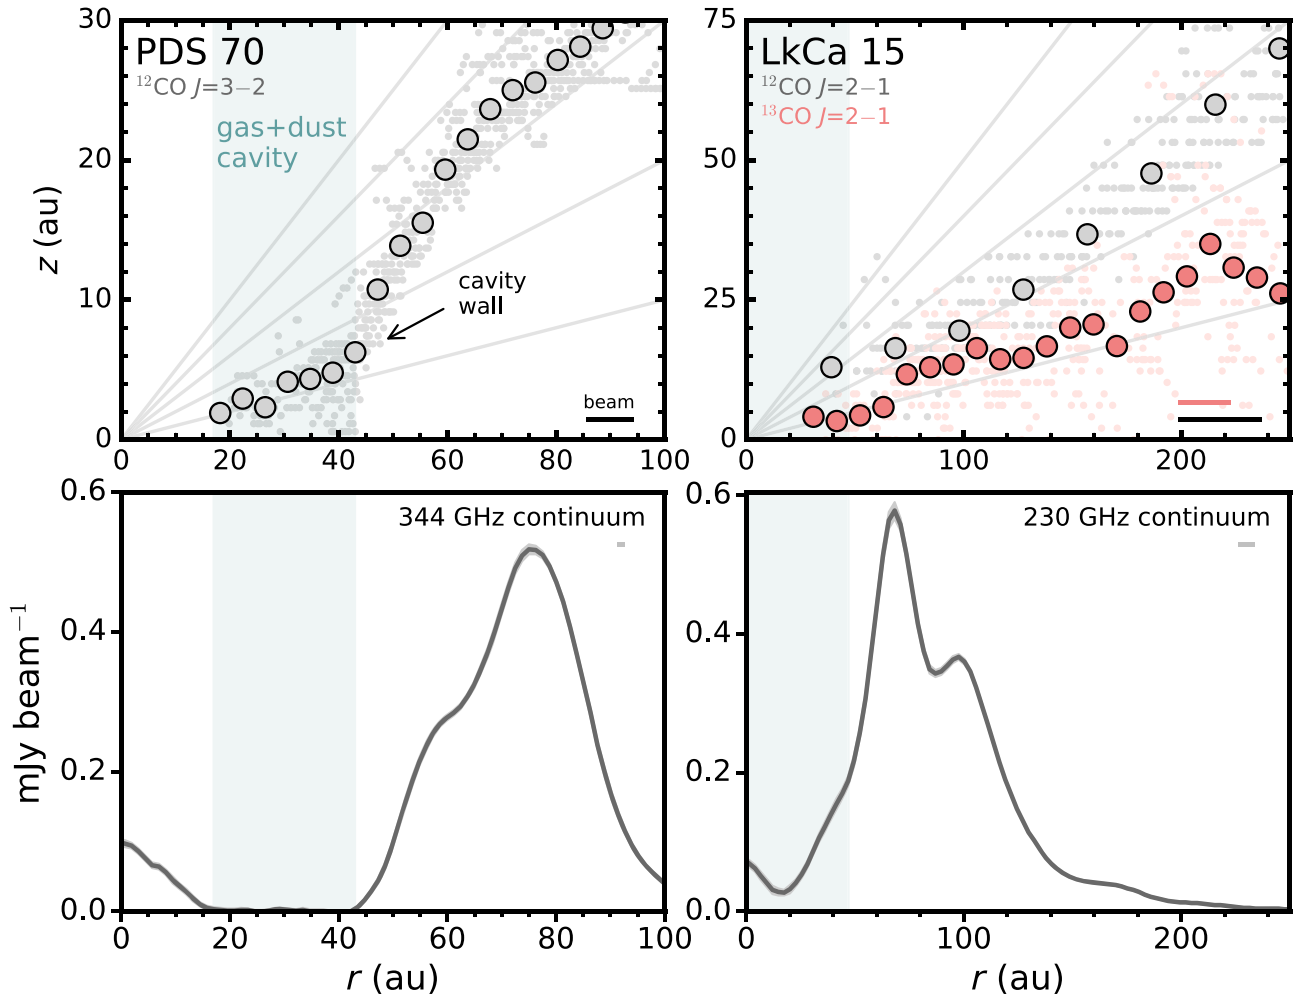 PDS 70
¹²CO J=3−2
gas+dust
cavity
cavity
wall
beam
z (au)
30
20
10
0
0 20 40 60 80 100
LkCa 15
¹²CO J=2−1
¹³CO J=2−1
75
50
25
0
0 100 200
344 GHz continuum
mJy beam⁻¹
0.6
0.4
0.2
0.0
0 20 40 60 80 100
r (au)
230 GHz continuum
0.6
0.4
0.2
0.0
0 100 200
r (au)